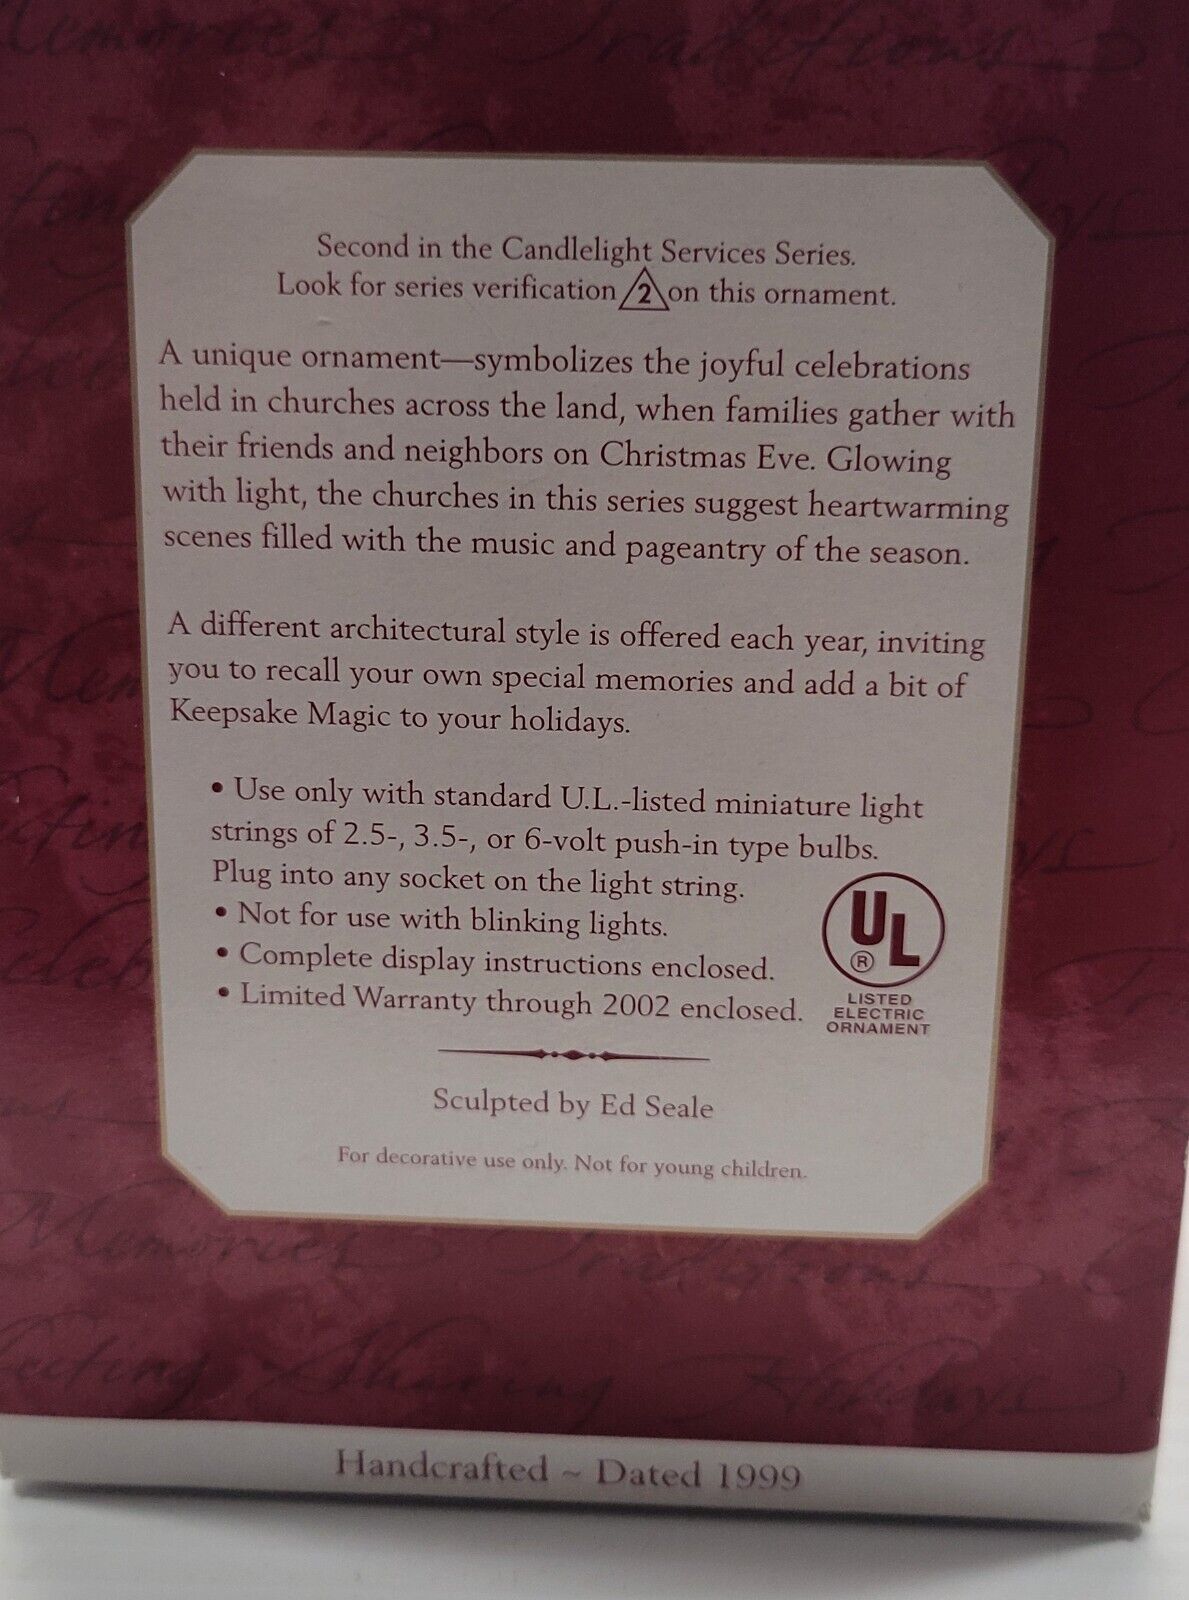 Memories Traditions
Second in the Candlelight Services Series.
Look for series verification 2 on this ornament.
A unique ornament—symbolizes the joyful celebrations
held in churches across the land, when families gather with
their friends and neighbors on Christmas Eve. Glowing
with light, the churches in this series suggest heartwarming
scenes filled with the music and pageantry of the season.
A different architectural style is offered each year, inviting
you to recall your own special memories and add a bit of
Keepsake Magic to your holidays.
• Use only with standard U.L.-listed miniature light
strings of 2.5-, 3.5-, or 6-volt push-in type bulbs.
Plug into any socket on the light string.
• Not for use with blinking lights.
• Complete display instructions enclosed.
• Limited Warranty through 2002 enclosed.
UL
®
LISTED
ELECTRIC
ORNAMENT
Sculpted by Ed Seale
For decorative use only. Not for young children.
Memories Traditions
Sharing Holidays
Handcrafted ~ Dated 1999